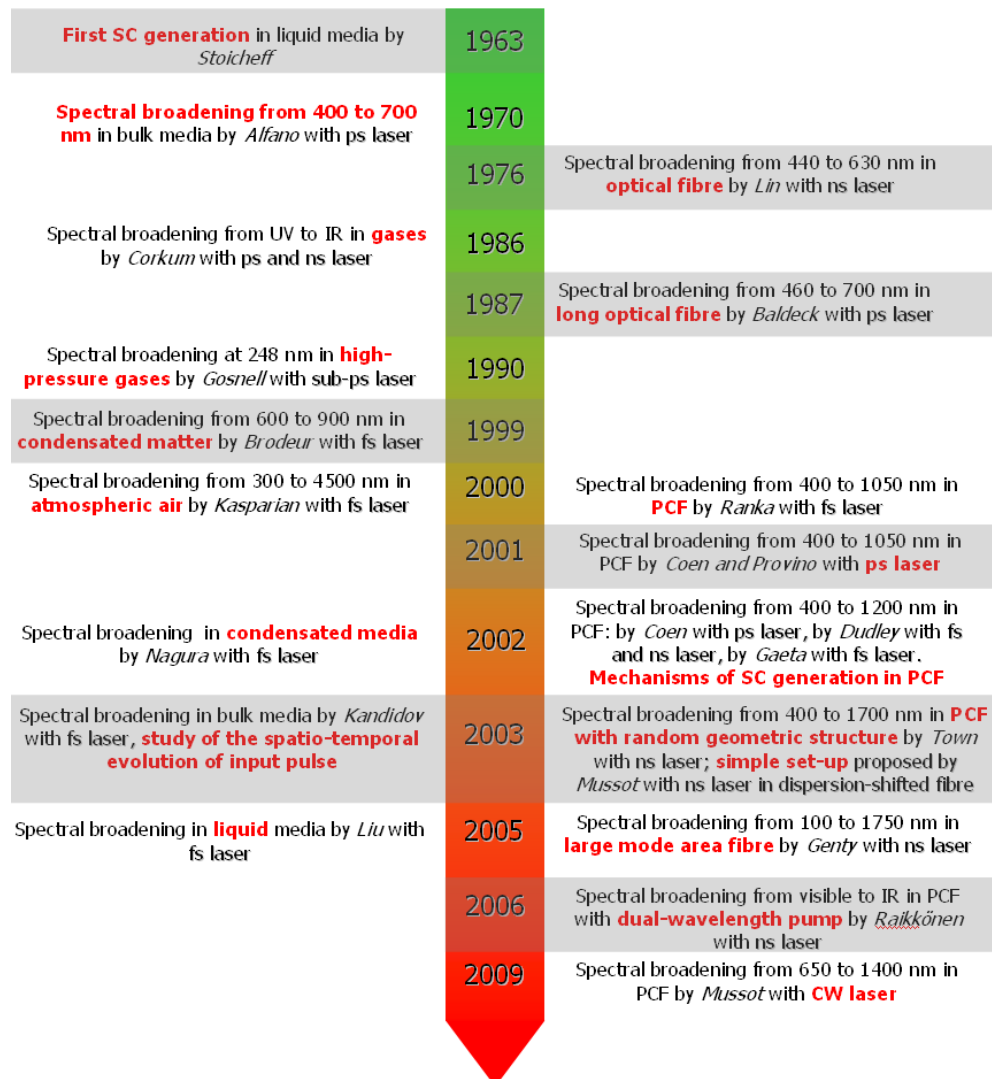 First SC generation in liquid media by
Stoicheff
1963
Spectral broadening from 400 to 700
nm in bulk media by Alfano with ps laser
1970
1976
Spectral broadening from 440 to 630 nm in
optical fibre by Lin with ns laser
Spectral broadening from UV to IR in gases
by Corkum with ps and ns laser
1986
1987
Spectral broadening from 460 to 700 nm in
long optical fibre by Baldeck with ps laser
Spectral broadening at 248 nm in high-
pressure gases by Gosnell with sub-ps laser
1990
Spectral broadening from 600 to 900 nm in
condensated matter by Brodeur with fs laser
1999
Spectral broadening from 300 to 4500 nm in
atmospheric air by Kasparian with fs laser
2000
Spectral broadening from 400 to 1050 nm in
PCF by Ranka with fs laser
2001
Spectral broadening from 400 to 1050 nm in
PCF by Coen and Provino with ps laser
Spectral broadening in condensated media
by Nagura with fs laser
2002
Spectral broadening from 400 to 1200 nm in
PCF: by Coen with ps laser, by Dudley with fs
and ns laser, by Gaeta with fs laser.
Mechanisms of SC generation in PCF
Spectral broadening in bulk media by Kandidov
with fs laser, study of the spatio-temporal
evolution of input pulse
2003
Spectral broadening from 400 to 1700 nm in PCF
with random geometric structure by Town
with ns laser; simple set-up proposed by
Mussot with ns laser in dispersion-shifted fibre
Spectral broadening in liquid media by Liu with
fs laser
2005
Spectral broadening from 100 to 1750 nm in
large mode area fibre by Genty with ns laser
2006
Spectral broadening from visible to IR in PCF
with dual-wavelength pump by Raikkönen
with ns laser
2009
Spectral broadening from 650 to 1400 nm in
PCF by Mussot with CW laser